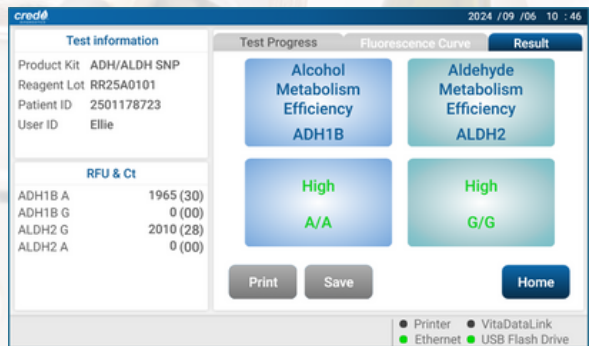 credo
2024 /09 /06 10 : 46
Test information
Product Kit ADH/ALDH SNP
Reagent Lot RR25A0101
Patient ID 2501178723
User ID Ellie
RFU & Ct
ADH1B A 1965 (30)
ADH1B G 0 (00)
ALDH2 G 2010 (28)
ALDH2 A 0 (00)
Test Progress Fluorescence Curve Result
Alcohol
Metabolism
Efficiency
ADH1B
Aldehyde
Metabolism
Efficiency
ALDH2
High
A/A
High
G/G
Print Save Home
Printer VitaDataLink
Ethernet USB Flash Drive